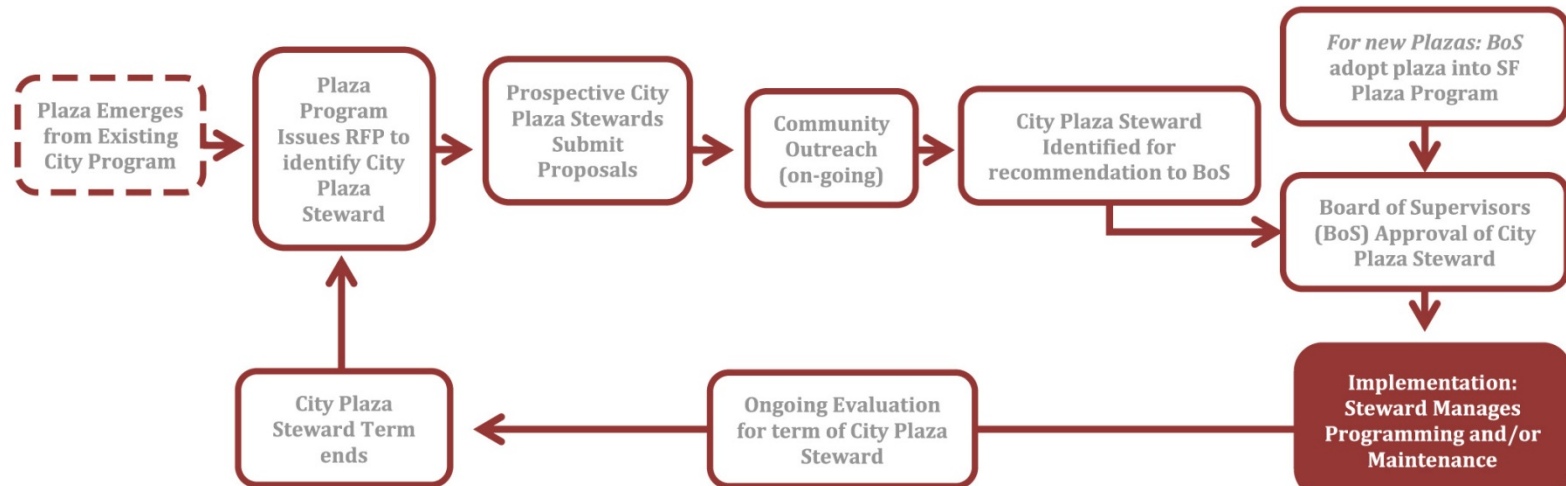 Plaza Emerges
from Existing
City Program
Plaza
Program
Issues RFP to
identify City
Plaza
Steward
Prospective City
Plaza Stewards
Submit
Proposals
Community
Outreach
(on-going)
City Plaza Steward
Identified for
recommendation to BoS
For new Plazas: BoS
adopt plaza into SF
Plaza Program
Board of Supervisors
(BoS) Approval of City
Plaza Steward
Implementation:
Steward Manages
Programming and/or
Maintenance
Ongoing Evaluation
for term of City Plaza
Steward
City Plaza
Steward Term
ends